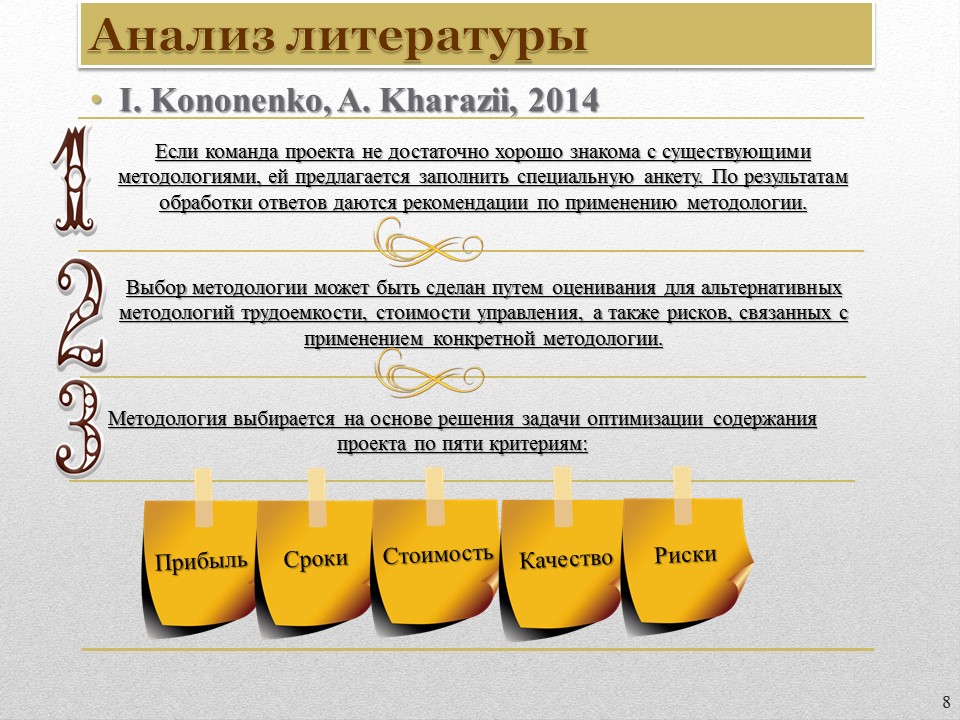 Анализ литературы
• I. Kononenko, A. Kharazii, 2014
1
Если команда проекта не достаточно хорошо знакома с существующими
методологиями, ей предлагается заполнить специальную анкету. По результатам
обработки ответов даются рекомендации по применению методологии.
2
Выбор методологии может быть сделан путем оценивания для альтернативных
методологий трудоемкости, стоимости управления, а также рисков, связанных с
применением конкретной методологии.
3
Методология выбирается на основе решения задачи оптимизации содержания
проекта по пяти критериям:
Прибыль
Сроки
Стоимость
Качество
Риски
8